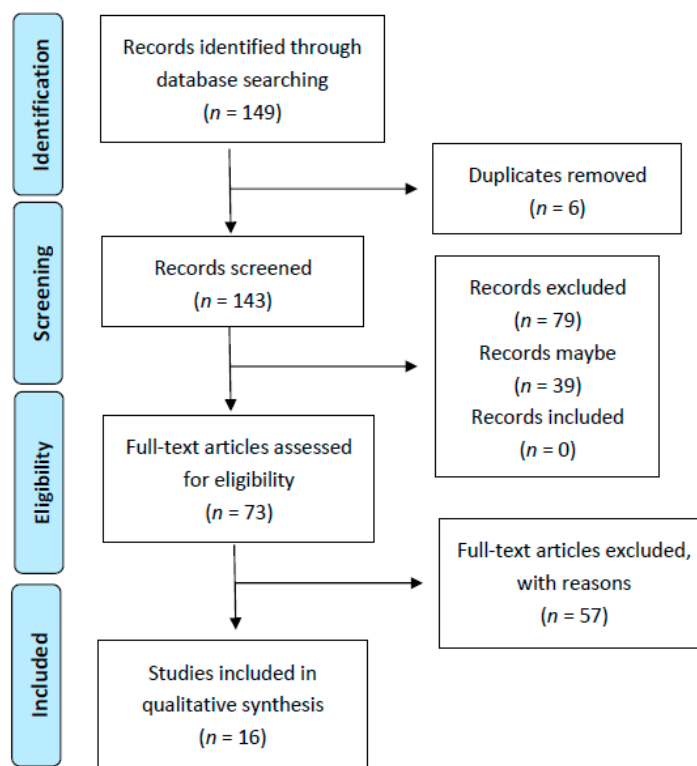 Identification
Records identified through
database searching
(n = 149)
Duplicates removed
(n = 6)
Screening
Records screened
(n = 143)
Records excluded
(n = 79)
Records maybe
(n = 39)
Records included
(n = 0)
Eligibility
Full-text articles assessed
for eligibility
(n = 73)
Full-text articles excluded,
with reasons
(n = 57)
Included
Studies included in
qualitative synthesis
(n = 16)